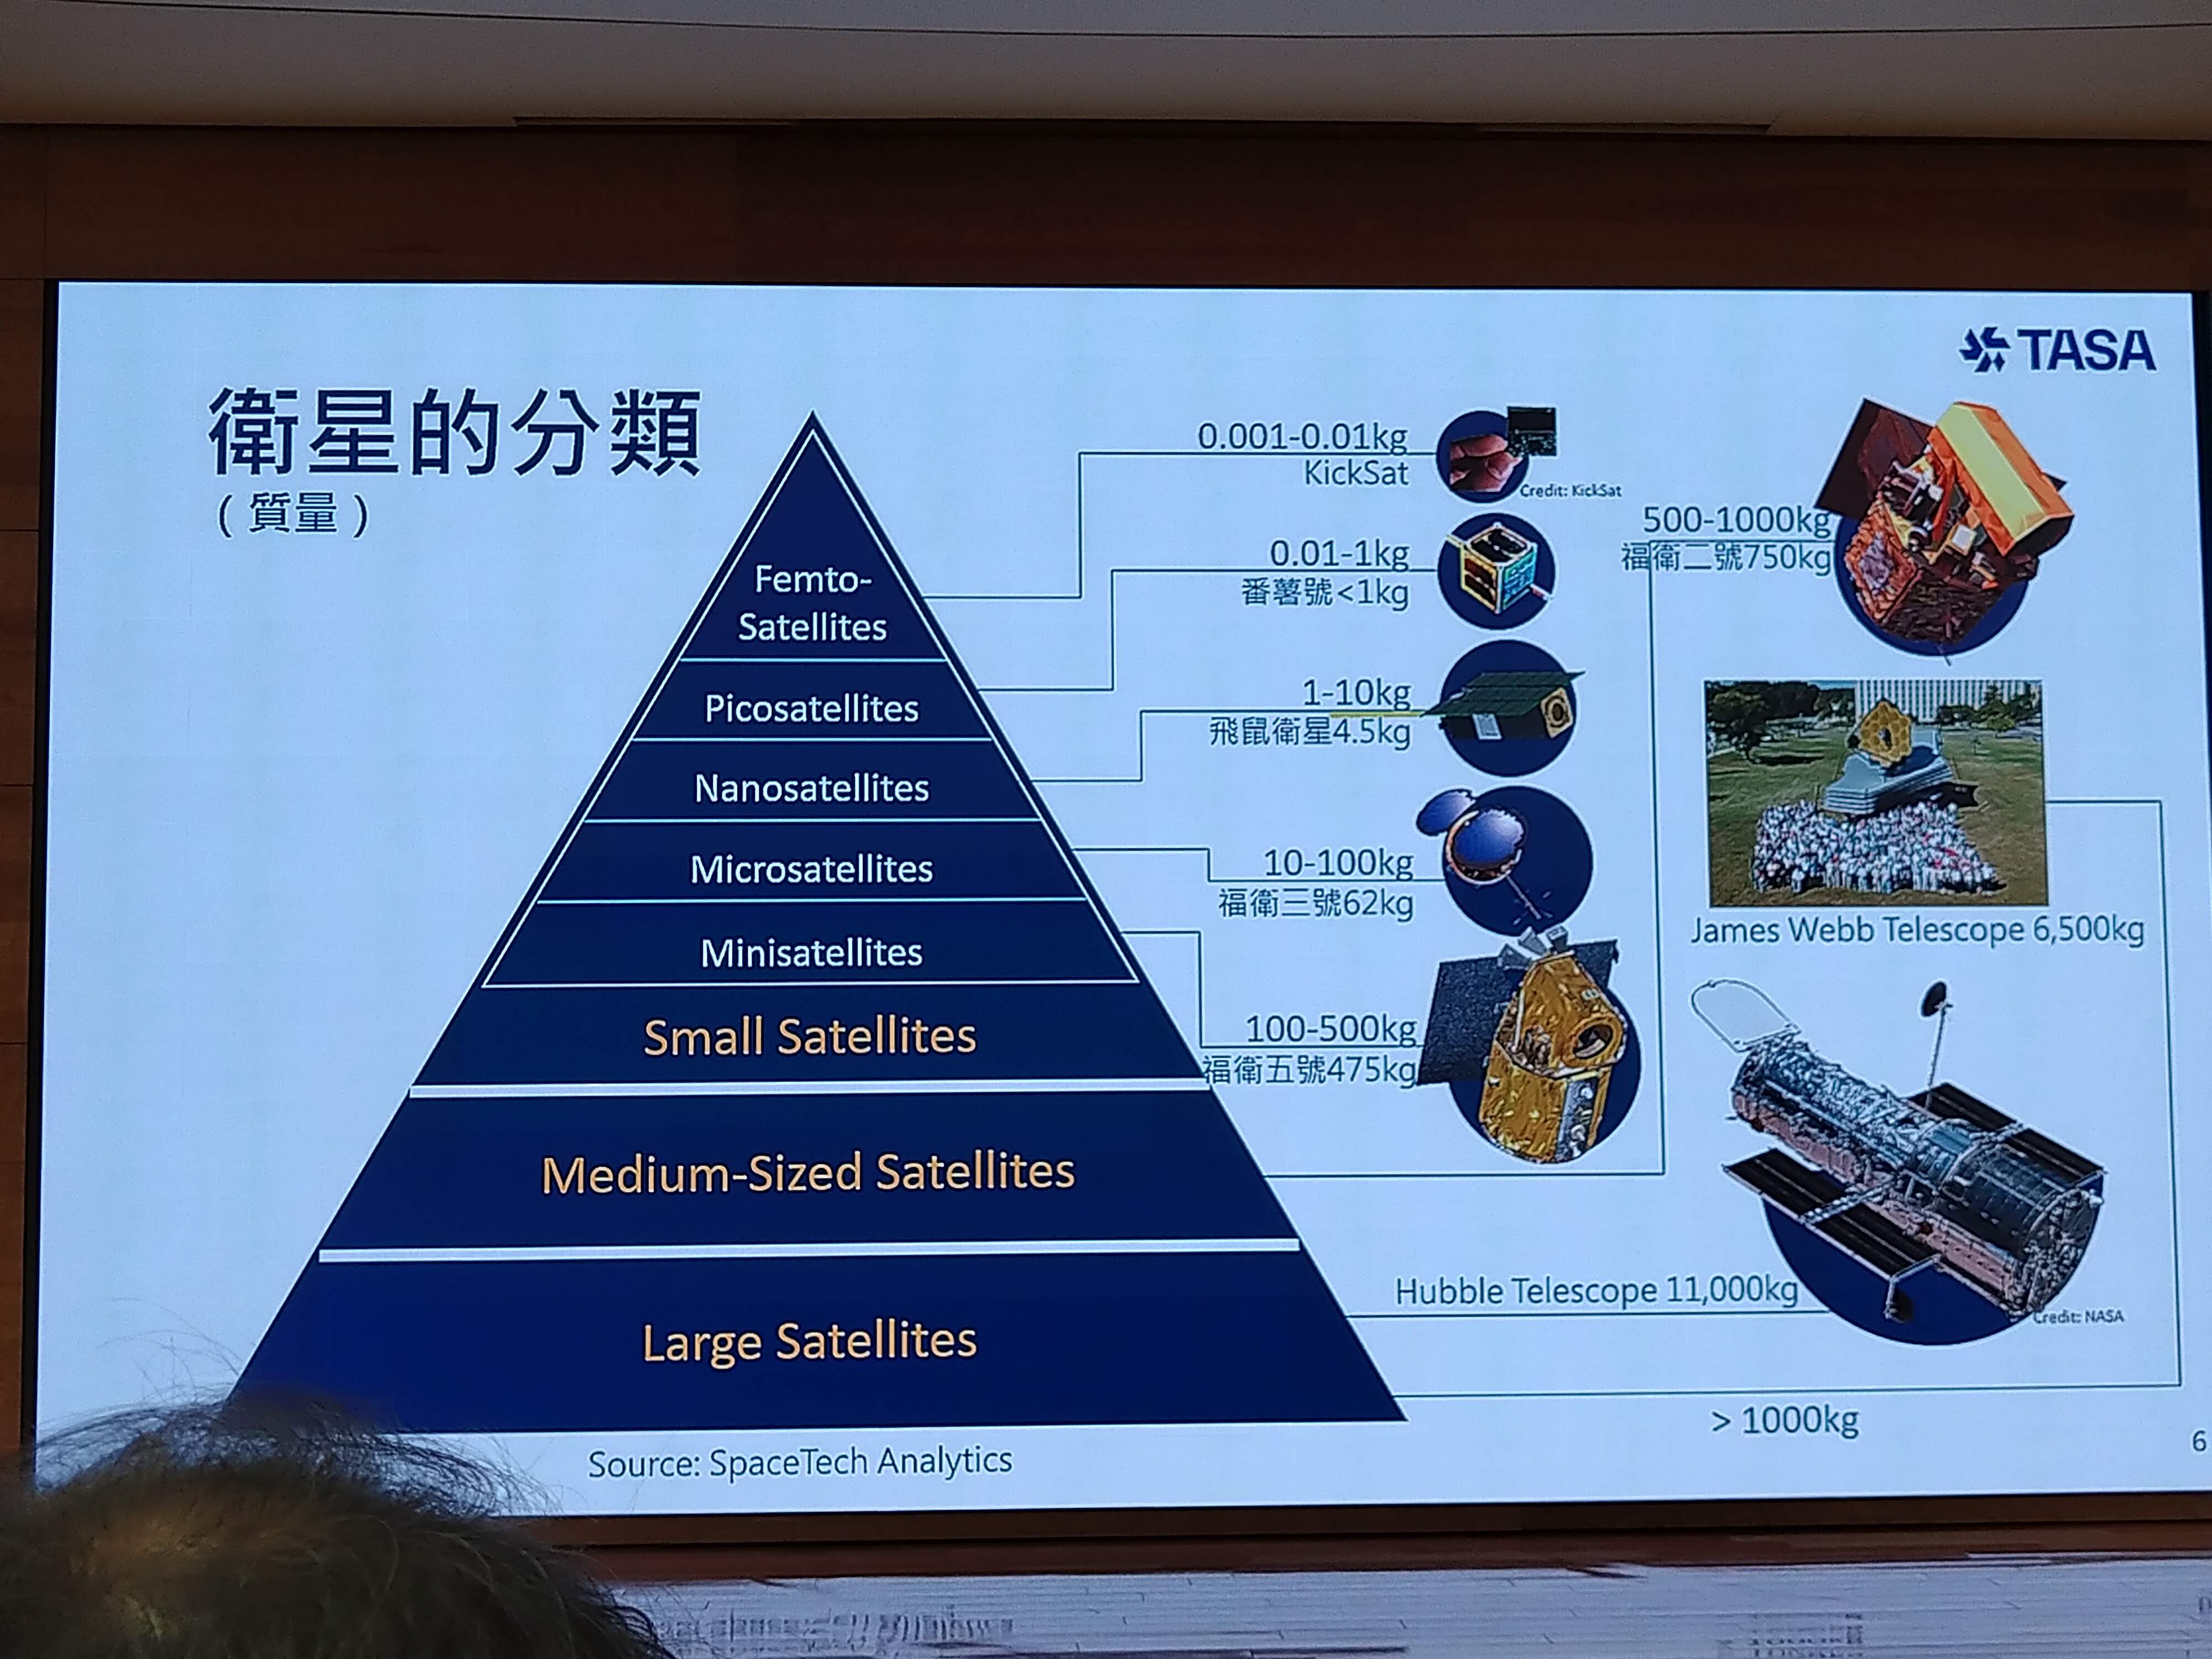 TASA
衛星的分類
(質量)
Femto-
Satellites
Picosatellites
Nanosatellites
Microsatellites
Minisatellites
Small Satellites
Medium-Sized Satellites
Large Satellites
Source: SpaceTech Analytics
0.001-0.01kg
KickSat
Credit: KickSat
0.01-1kg
番薯號<1kg
1-10kg
飛鼠衛星4.5kg
10-100kg
福衛三號62kg
100-500kg
福衛五號475kg
500-1000kg
福衛二號750kg
James Webb Telescope 6,500kg
Hubble Telescope 11,000kg
Credit: NASA
> 1000kg
6